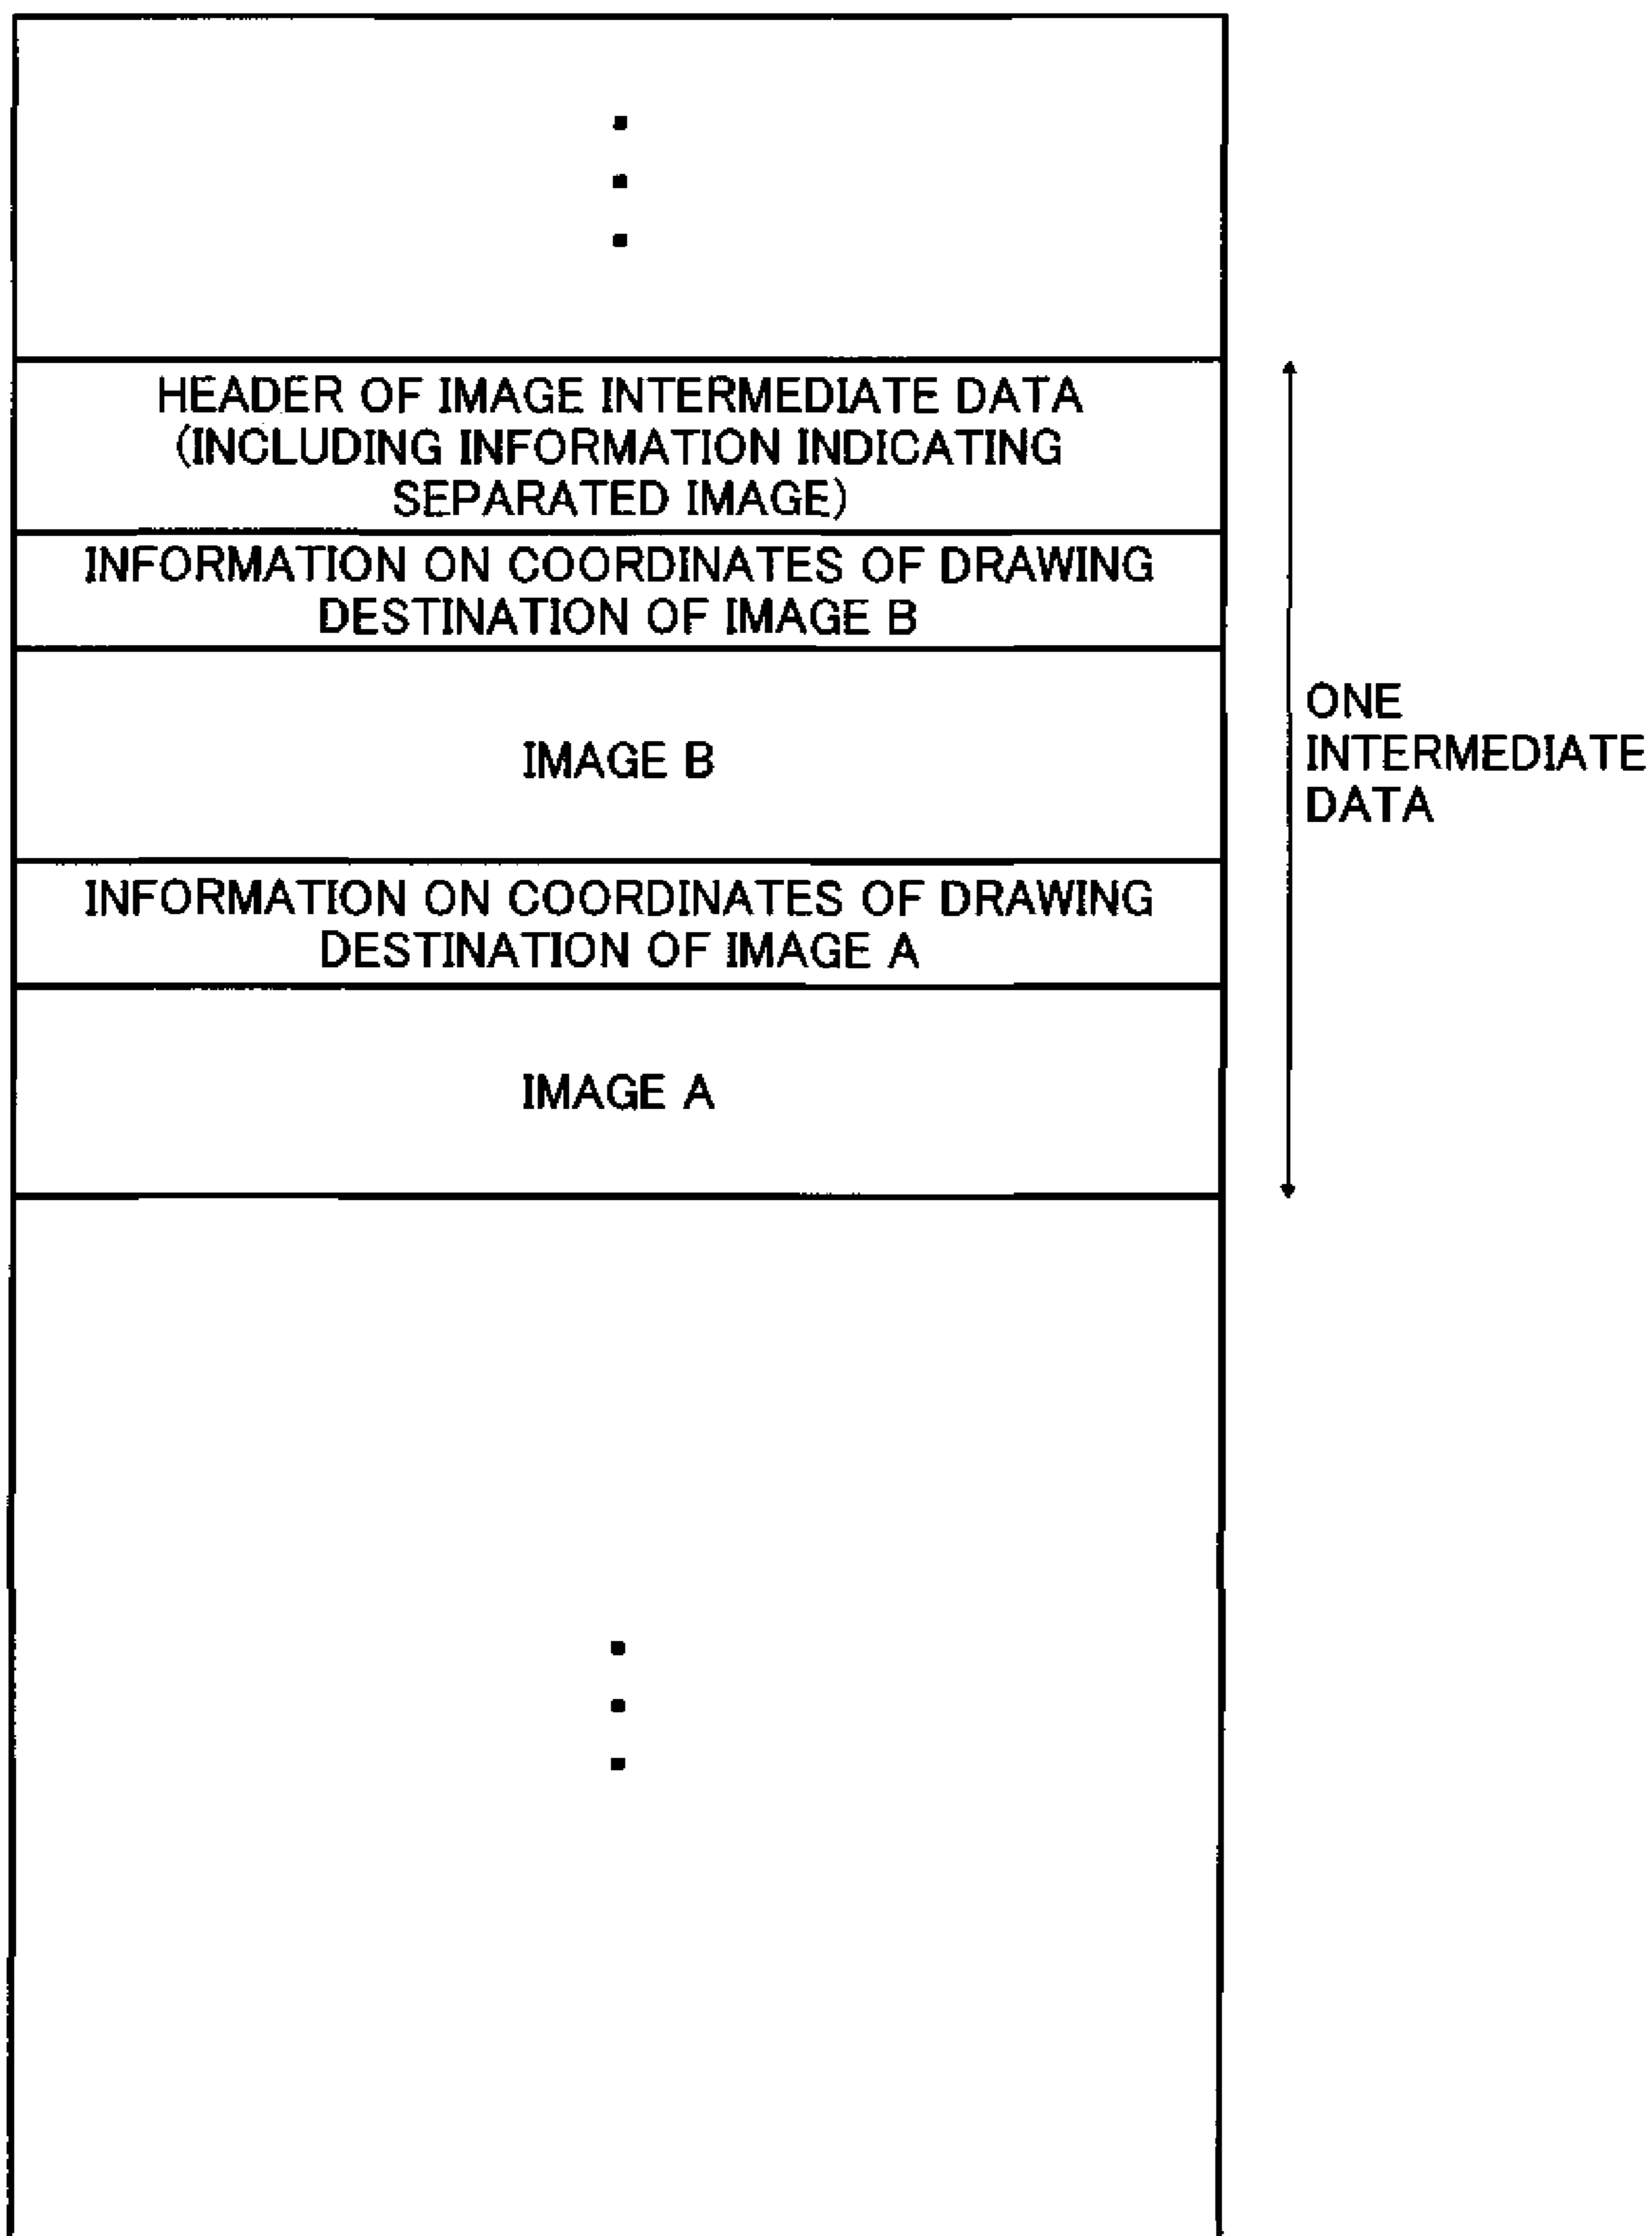 HEADER OF IMAGE INTERMEDIATE DATA
(INCLUDING INFORMATION INDICATING
SEPARATED IMAGE)
INFORMATION ON COORDINATES OF DRAWING
DESTINATION OF IMAGE B
IMAGE B
INFORMATION ON COORDINATES OF DRAWING
DESTINATION OF IMAGE A
IMAGE A
ONE
INTERMEDIATE
DATA